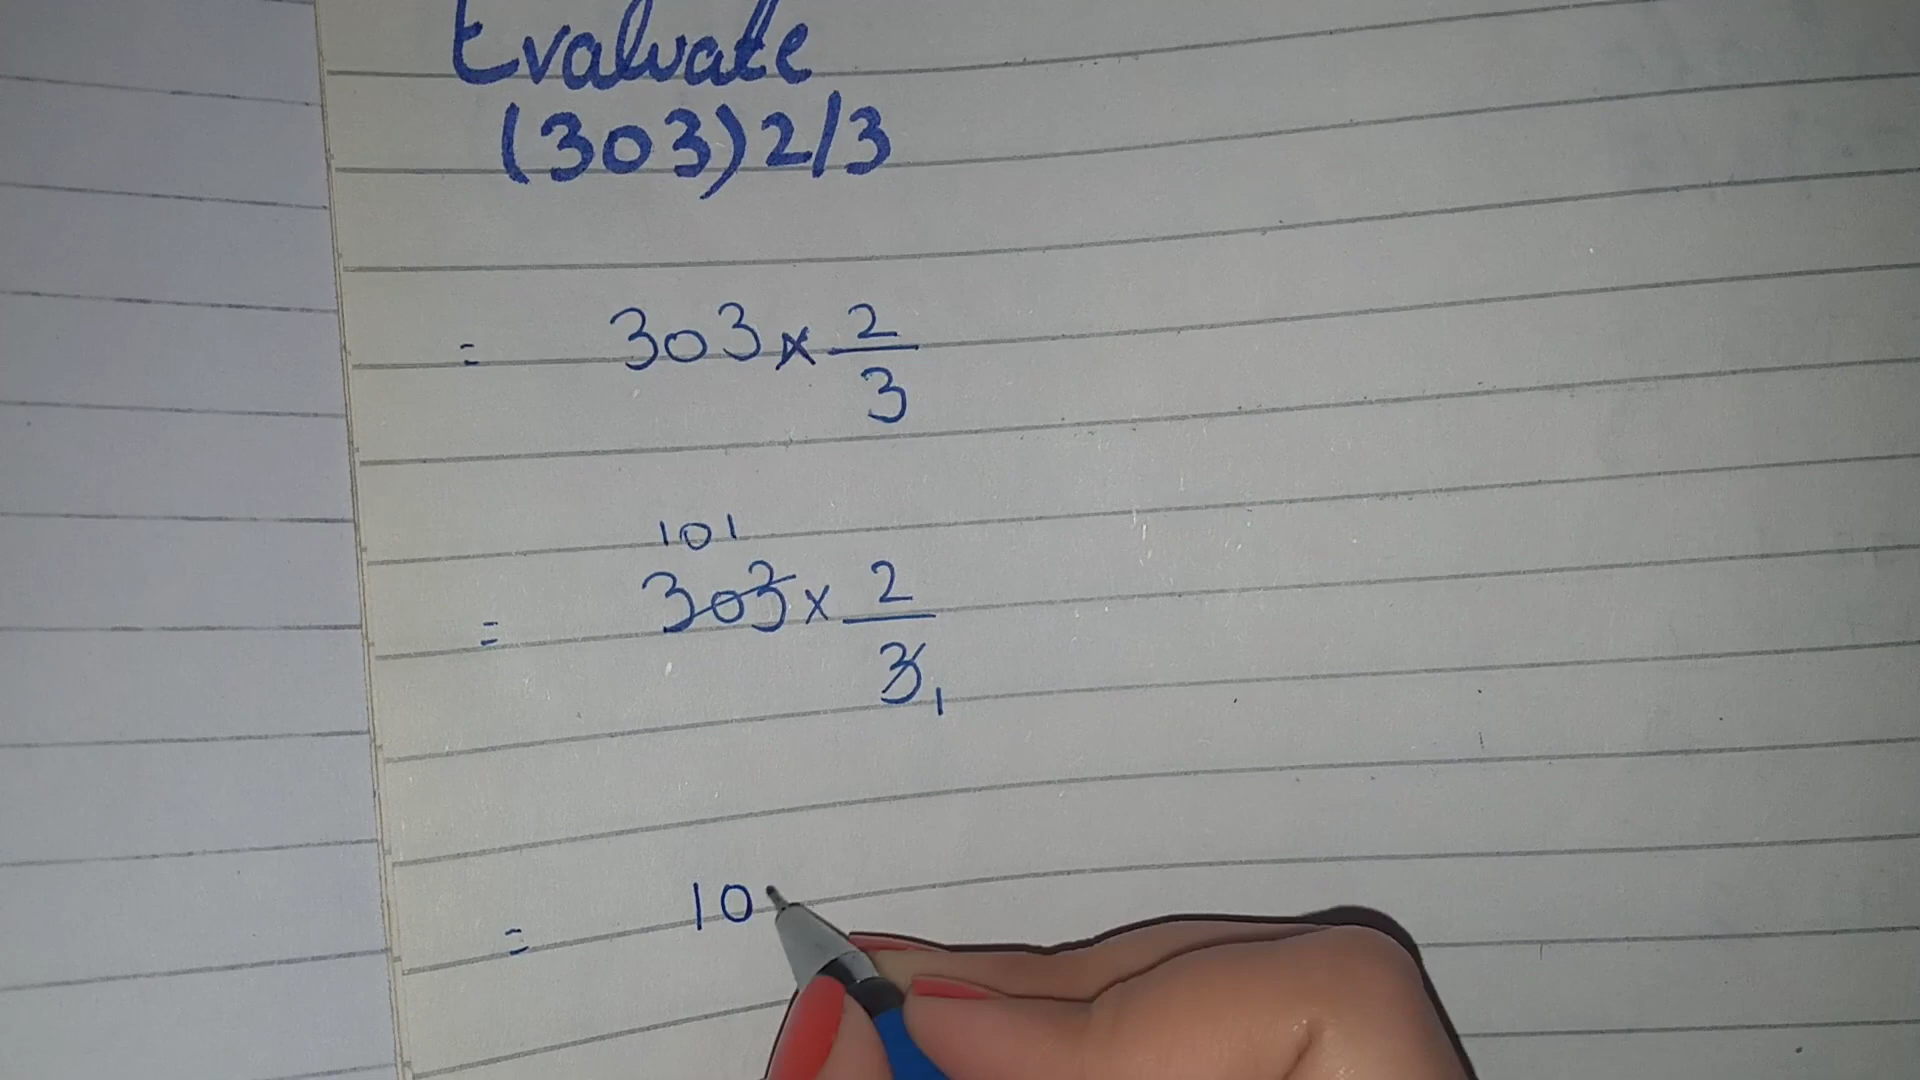 Evaluate
(303)2/3
= 303 × 2/3
101
= 303 × 2/3 1
= 10